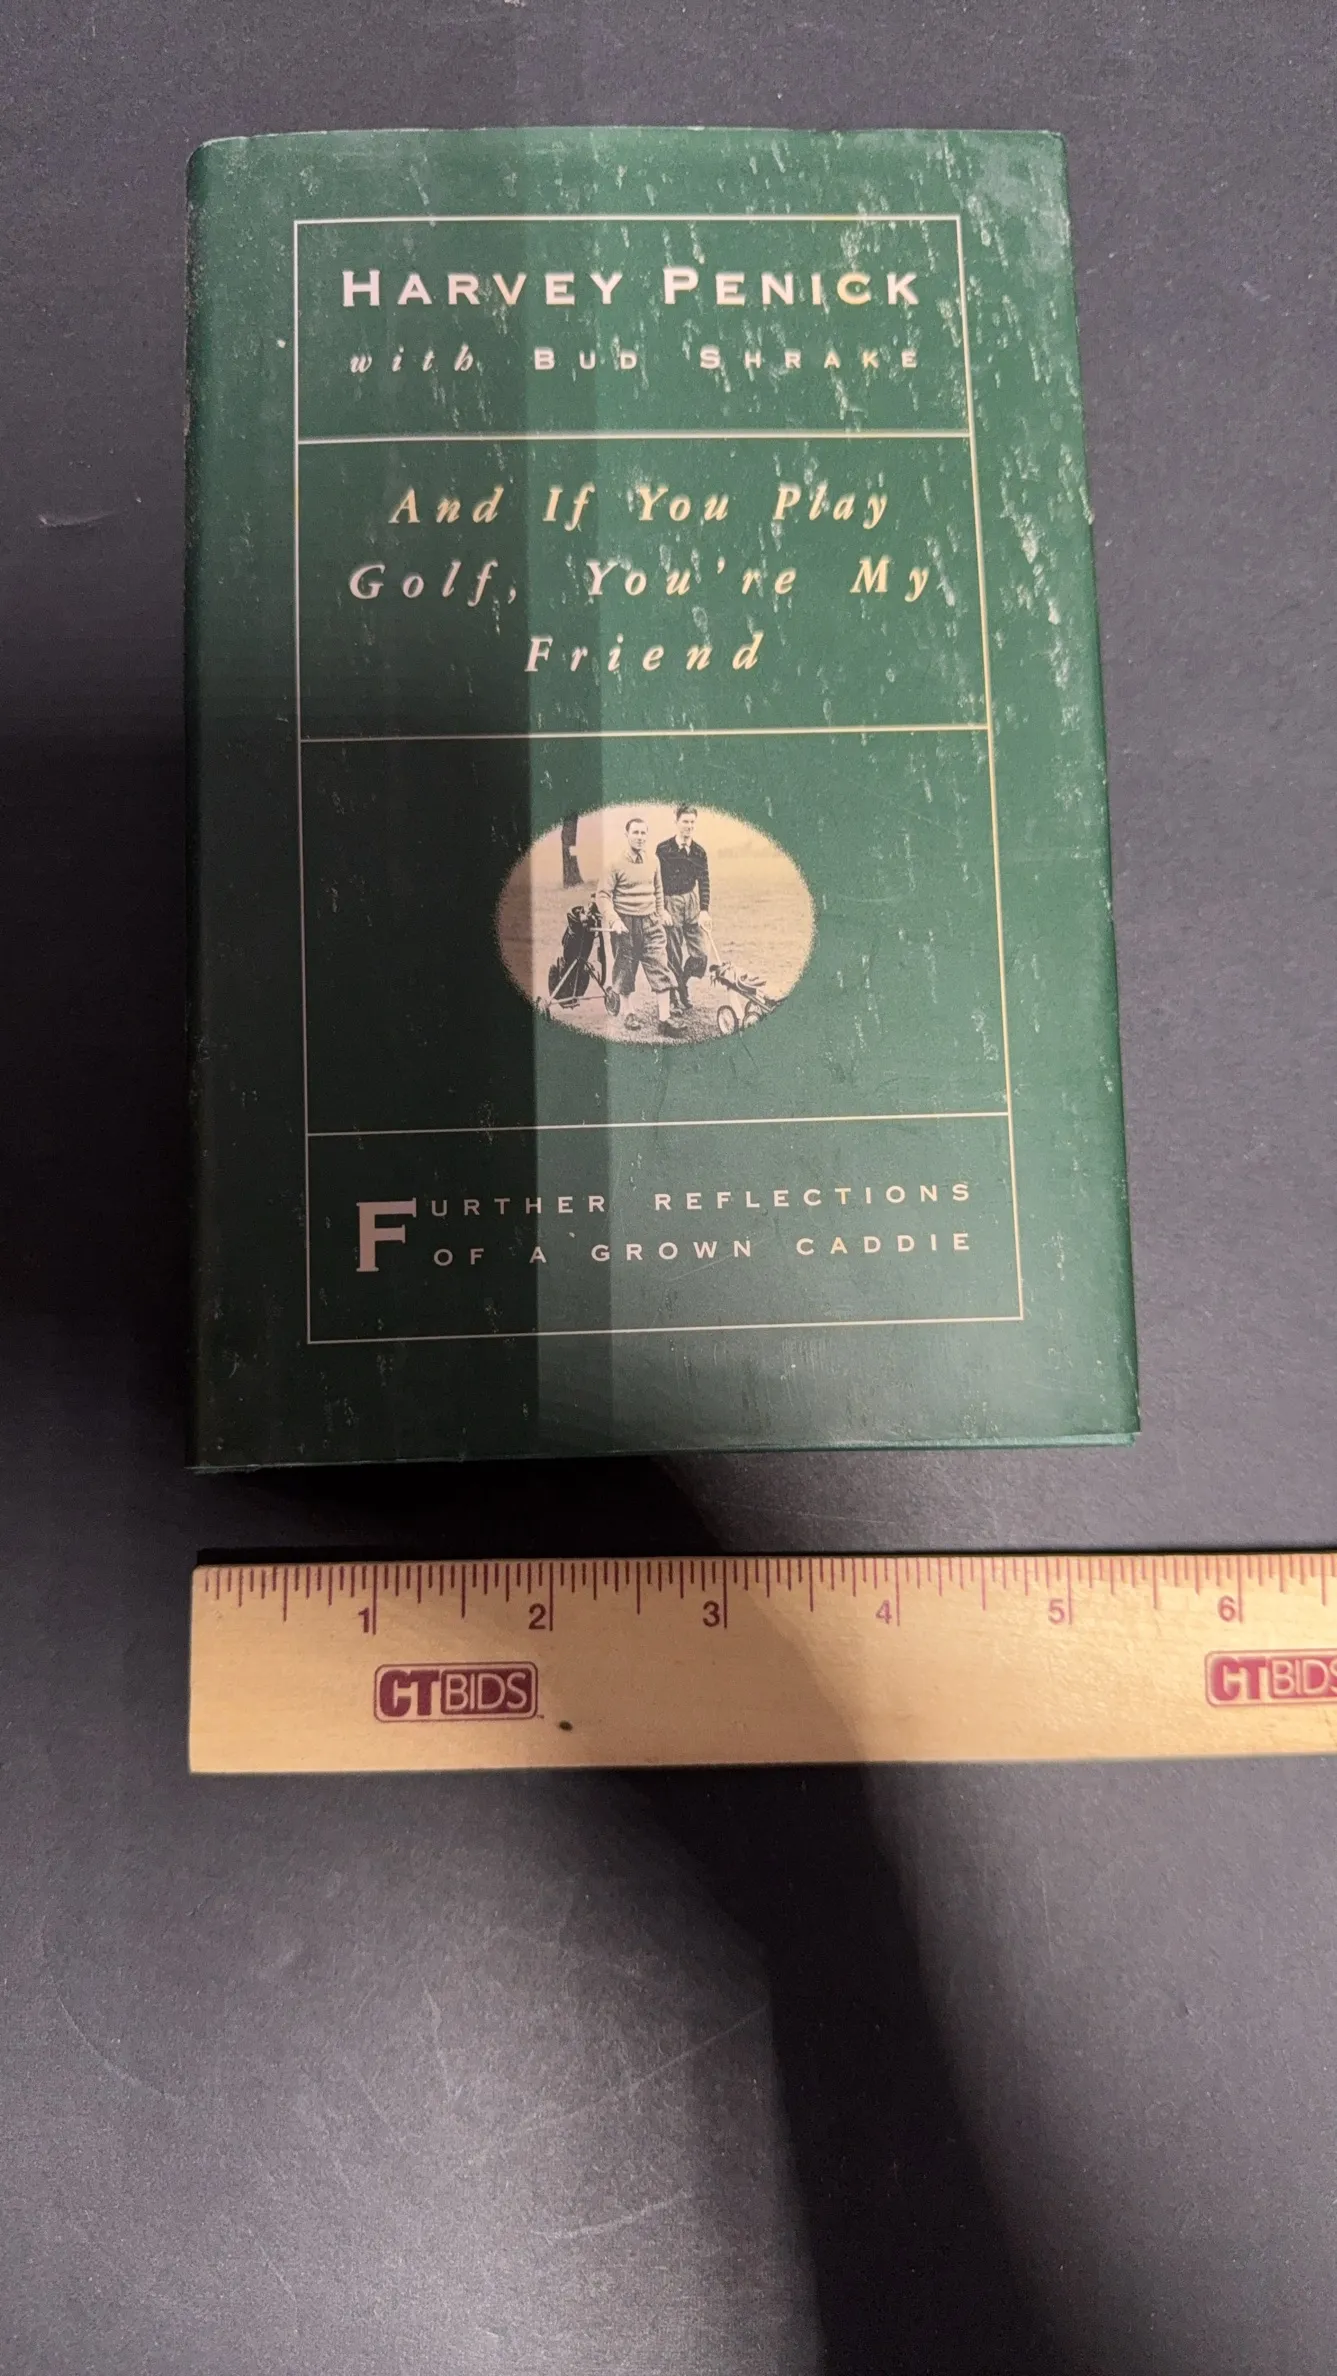 HARVEY PENICK
with BUD SHRAKE
And If You Play
Golf, You're My
Friend
FURTHER REFLECTIONS
OF A GROWN CADDIE
1 2 3 4 5 6
CTBIDS CTBIDS